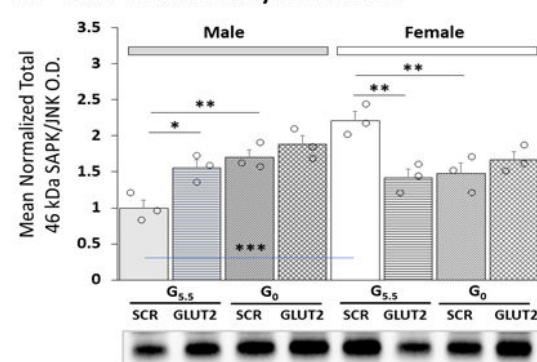 Male Female
Mean Normalized Total
46 kDa SAPK/JNK O.D.
3.5
3
2.5
2
1.5
1
0.5
0
**
*
**
**
***
G5.5 G0 G5.5 G0
SCR GLUT2 SCR GLUT2 SCR GLUT2 SCR GLUT2